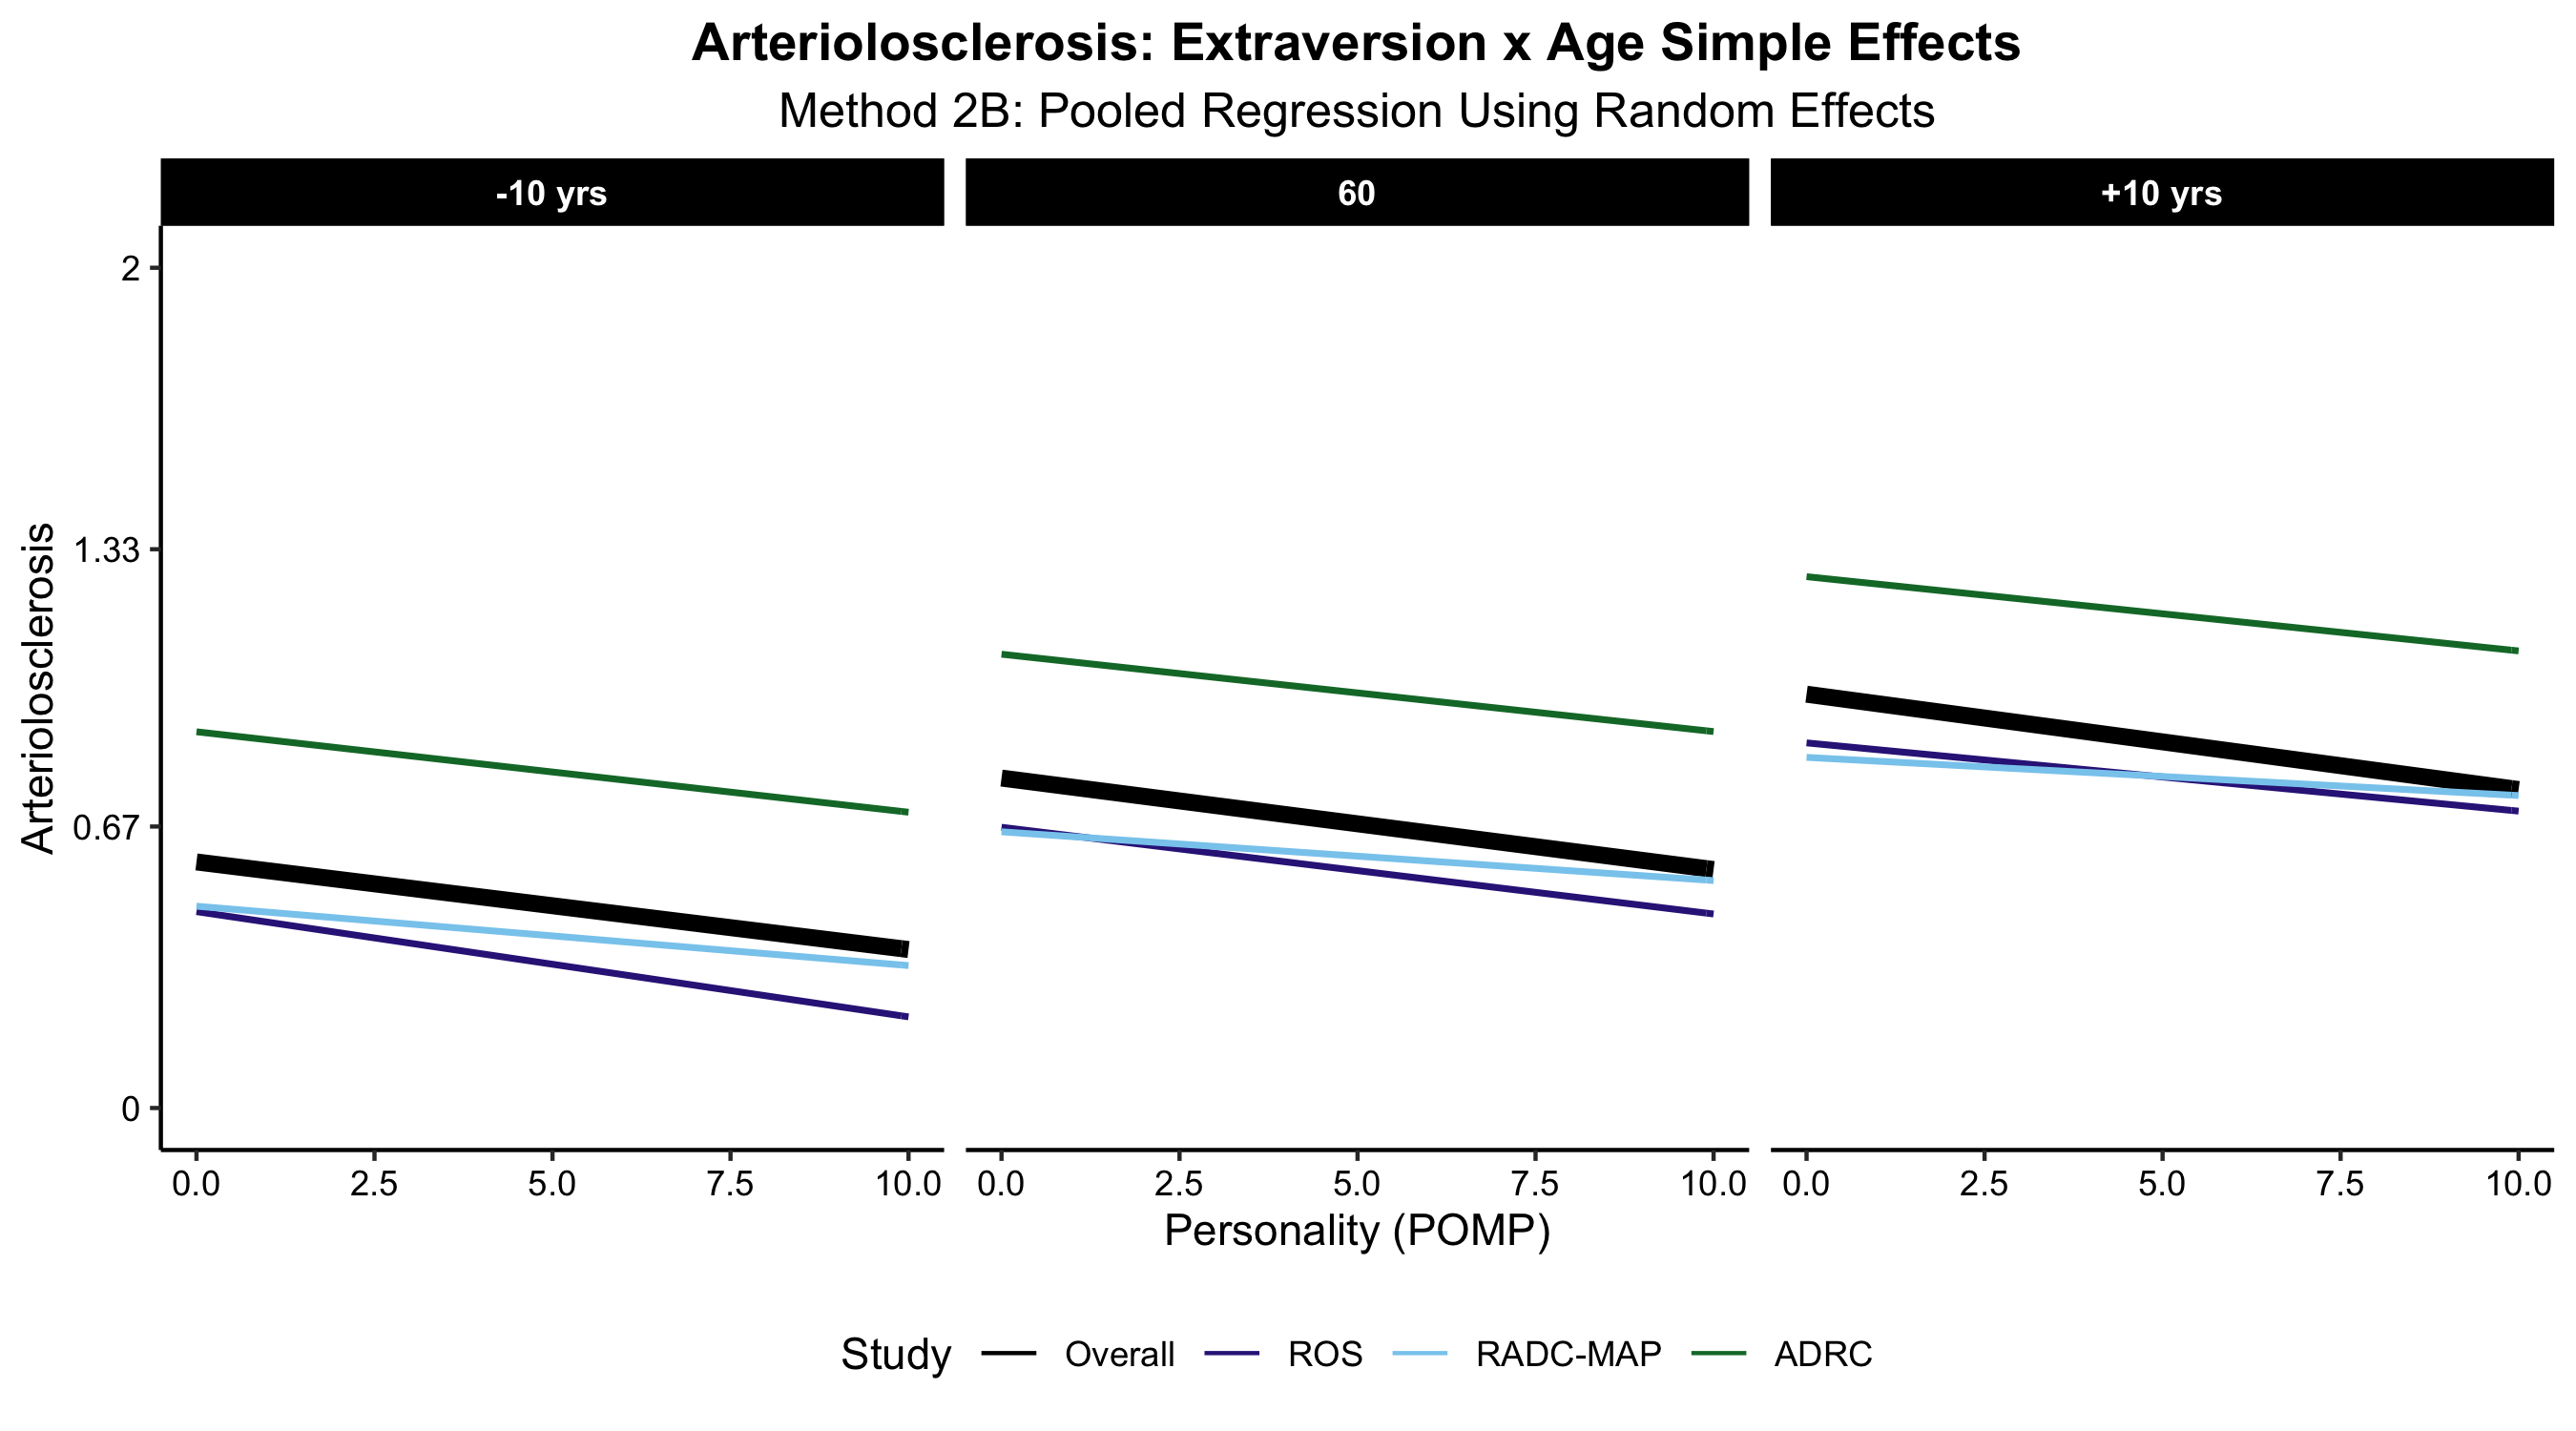 Arteriolosclerosis: Extraversion x Age Simple Effects
Method 2B: Pooled Regression Using Random Effects
-10 yrs 60 +10 yrs
2
1.33
0.67
0
Arteriolosclerosis
0.0 2.5 5.0 7.5 10.0 0.0 2.5 5.0 7.5 10.0 0.0 2.5 5.0 7.5 10.0
Personality (POMP)
Study Overall ROS RADC-MAP ADRC